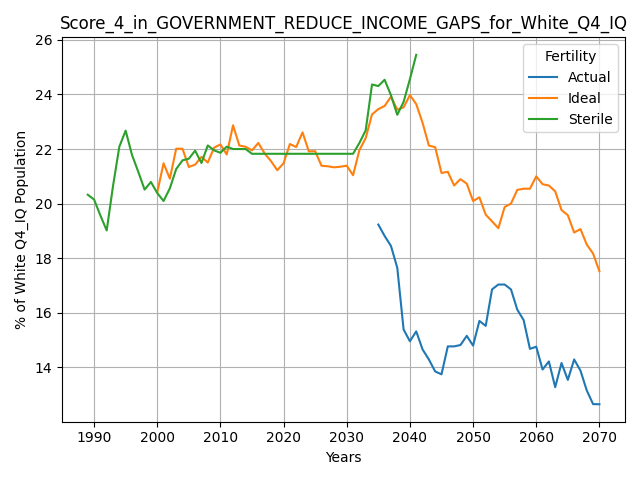 Score_4_in_GOVERNMENT_REDUCE_INCOME_GAPS_for_White_Q4_IQ
26
24
22
20
18
16
14
% of White Q4_IQ Population
Fertility
Actual
Ideal
Sterile
1990 2000 2010 2020 2030 2040 2050 2060 2070
Years